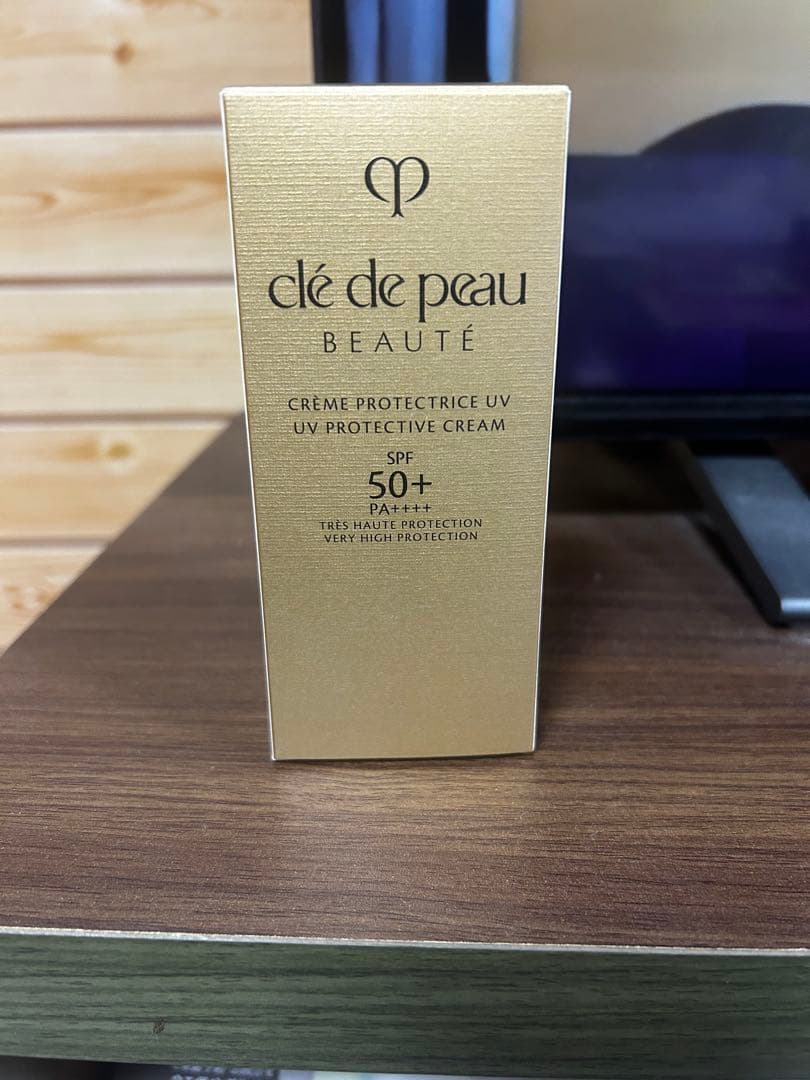 clé de peau
BEAUTÉ
CRÈME PROTECTRICE UV
UV PROTECTIVE CREAM
SPF
50+
PA++++
TRÈS HAUTE PROTECTION
VERY HIGH PROTECTION